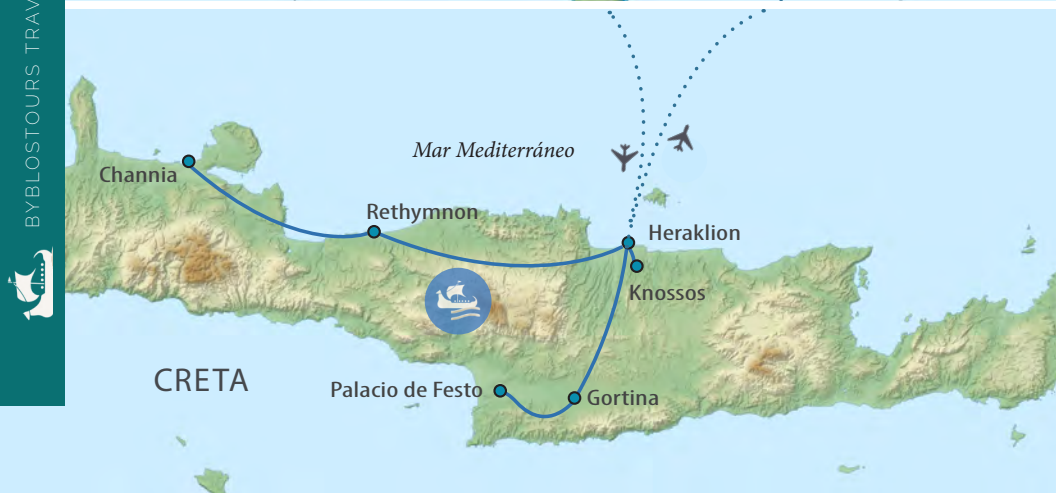 BYBLOSTOURS TRAV
Mar Mediterráneo
Channia
Rethymnon
Heraklion
Knossos
CRETA
Palacio de Festo
Gortina